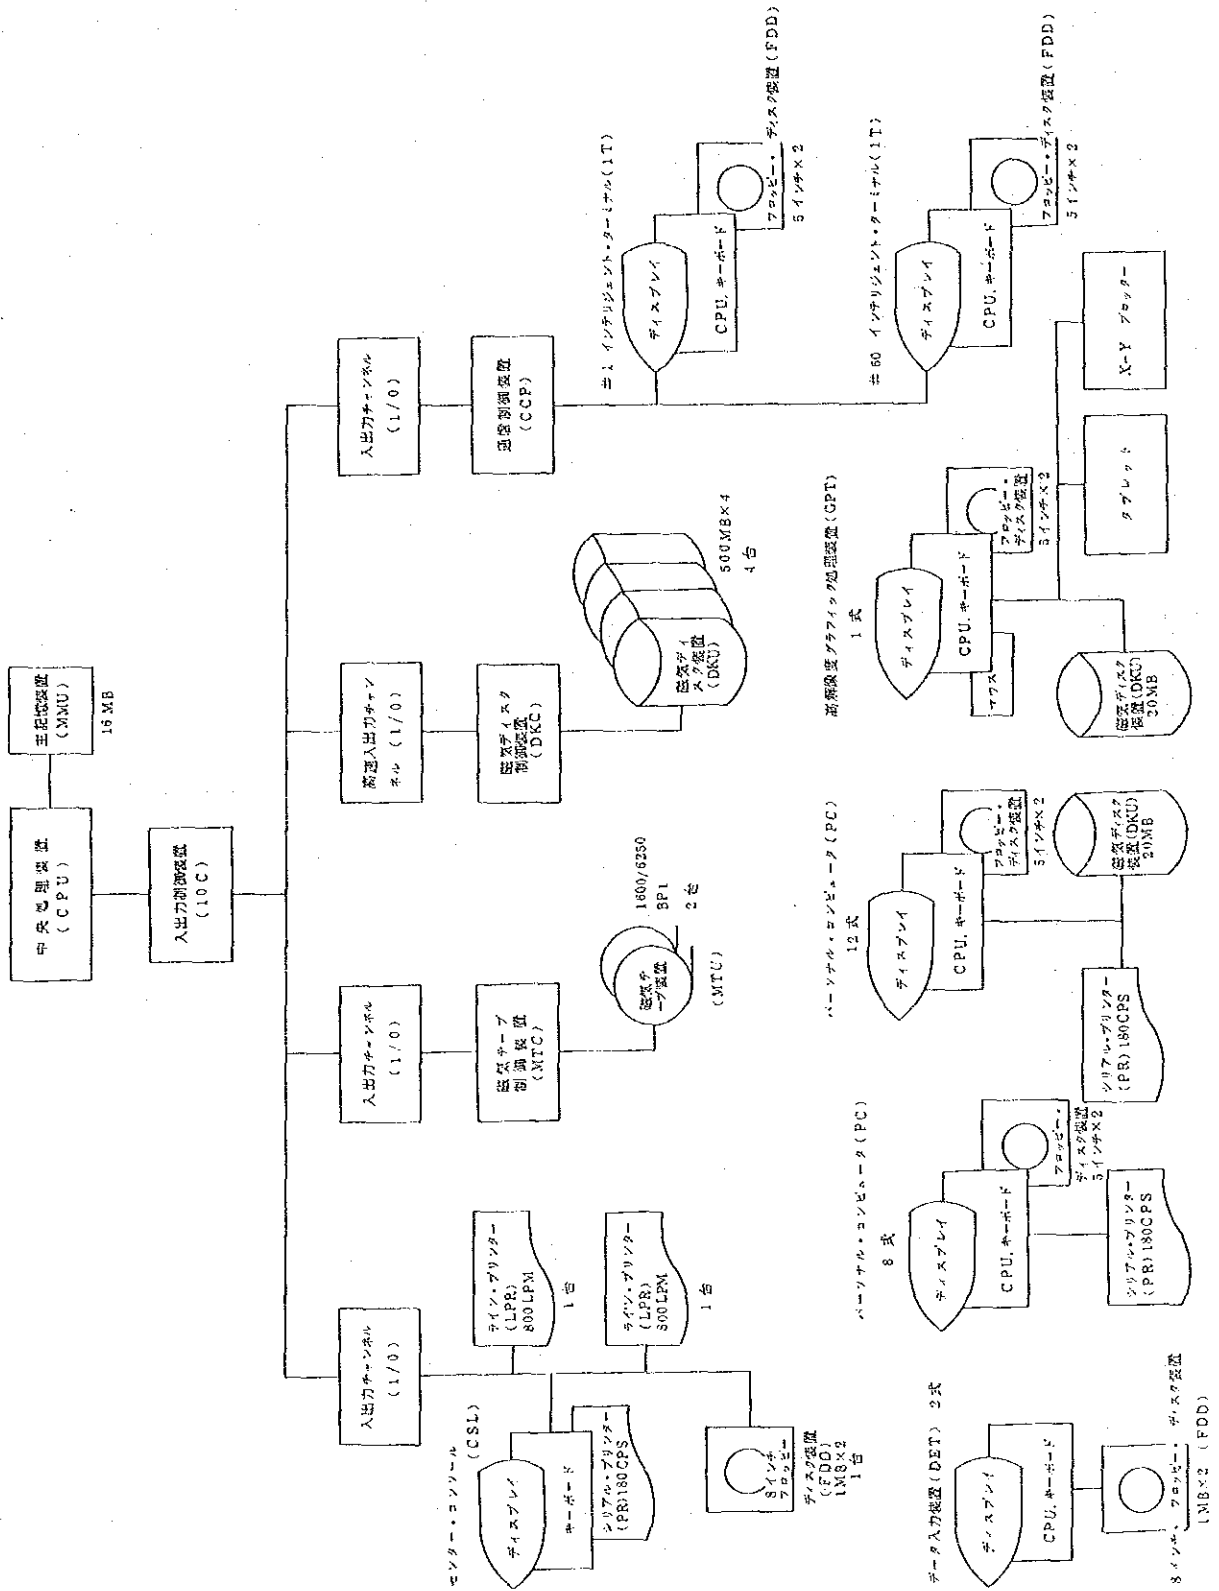 中央処理装置
(CPU)
主記憶装置
(MMU)
16MB
入出力制御装置
(IOC)
入出力チャンネル
(I/O)
入出力チャンネル
(I/O)
高速入出力チャン
ネル (I/O)
入出力チャンネル
(I/O)
磁気テープ
制御装置
(MTC)
磁気ディスク
制御装置
(DKC)
通信制御装置
(CCP)
センター・コンソール
(CSL)
ディスプレイ
キーボード
シリアル・プリンター
(PR)180CPS
ライン・プリンター
(LPR)
800LPM
1台
ライン・プリンター
(LPR)
800LPM
1台
8インチ
フロッピー
ディスク装置
(FDD)
1MB×2
1台
磁気テ
ープ装置
1600/6250
BPI
2台
(MTU)
磁気ディ
スク装置
(DKU)
500MB×4
4台
#1 インテリジェント・ターミナル(IT)
ディスプレイ
CPU,キーボード
フロッピー・ディスク装置(FDD)
5インチ×2
#60 インテリジェント・ターミナル(IT)
ディスプレイ
CPU,キーボード
フロッピー・ディスク装置(FDD)
5インチ×2
データ入力装置(DET) 2式
ディスプレイ
CPU,キーボード
8インチ・フロッピー・ディスク装置
1MB×2 (FDD)
パーソナル・コンピュータ(PC)
8式
ディスプレイ
CPU,キーボード
フロッピー・
ディスク装置
5インチ×2
シリアル・プリンター
(PR)180CPS
パーソナル・コンピュータ(PC)
12式
ディスプレイ
CPU,キーボード
フロッピー・
ディスク装置
5インチ×2
シリアル・プリンター
(PR)180CPS
磁気ディスク
装置(DKU)
20MB
高解像度グラフィック処理装置(GPT)
1式
ディスプレイ
CPU,キーボード
マウス
フロッピー・
ディスク装置
5インチ×2
磁気ディスク
装置(DKU)
20MB
タブレット
X-Y プロッター